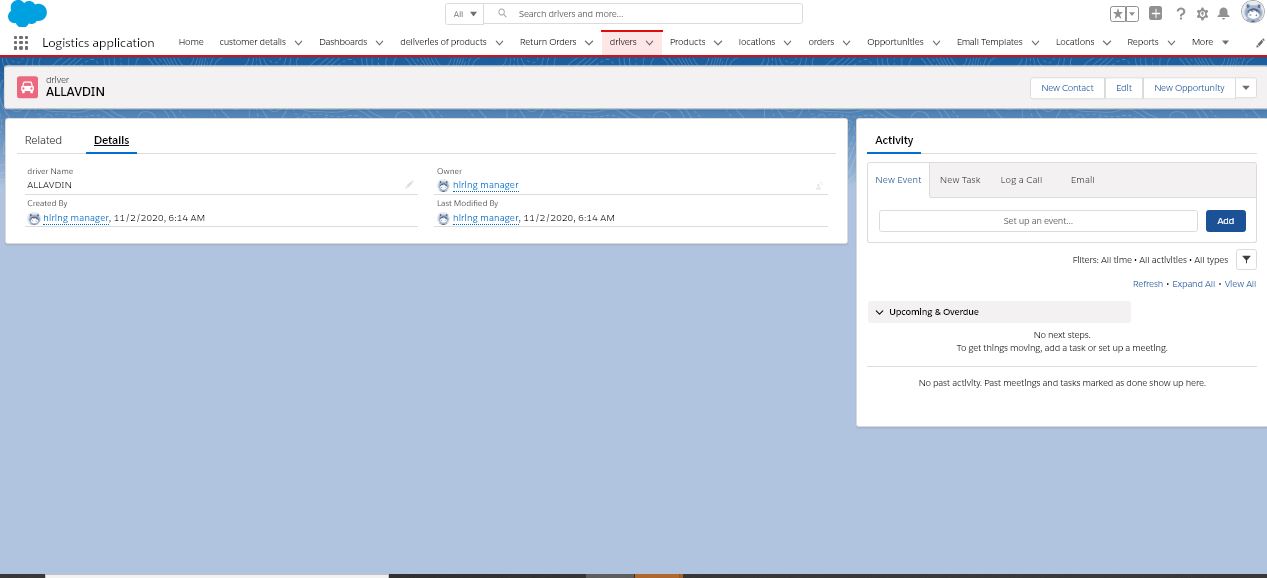 All
Search drivers and more...
Logistics application
Home
customer details
Dashboards
deliveries of products
Return Orders
drivers
Products
locations
orders
Opportunities
Email Templates
Locations
Reports
More
driver
ALLAVDIN
New Contact
Edit
New Opportunity
Related
Details
driver Name
ALLAVDIN
Owner
hiring manager
Created By
hiring manager, 11/2/2020, 6:14 AM
Last Modified By
hiring manager, 11/2/2020, 6:14 AM
Activity
New Event
New Task
Log a Call
Email
Set up an event...
Add
Filters: All time • All activities • All types
Refresh • Expand All • View All
Upcoming & Overdue
No next steps.
To get things moving, add a task or set up a meeting.
No past activity. Past meetings and tasks marked as done show up here.